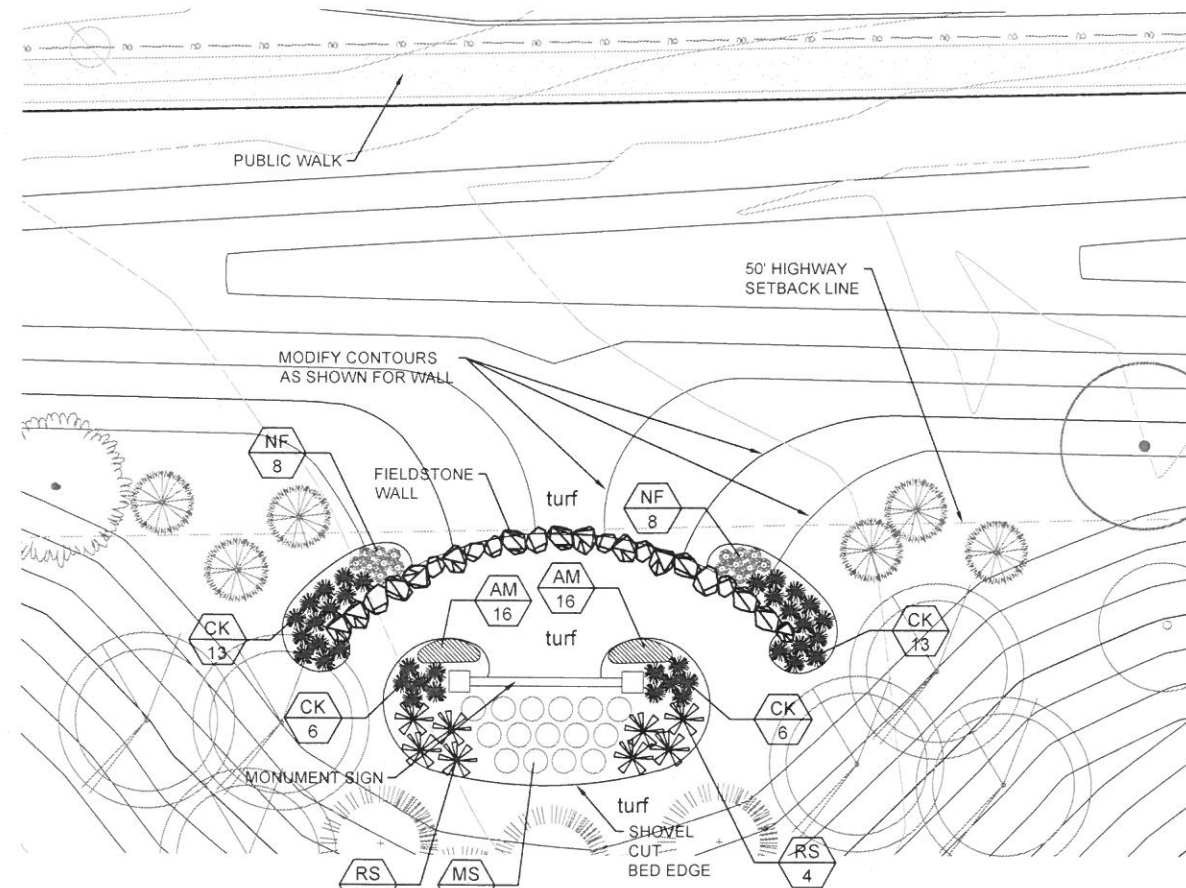 PUBLIC WALK
50' HIGHWAY
SETBACK LINE
MODIFY CONTOURS
AS SHOWN FOR WALL
NF
8
FIELDSTONE
WALL
turf
NF
8
AM
16
AM
16
turf
CK
13
CK
13
CK
6
CK
6
MONUMENT SIGN
turf
SHOVEL
CUT
BED EDGE
RS
MS
RS
4